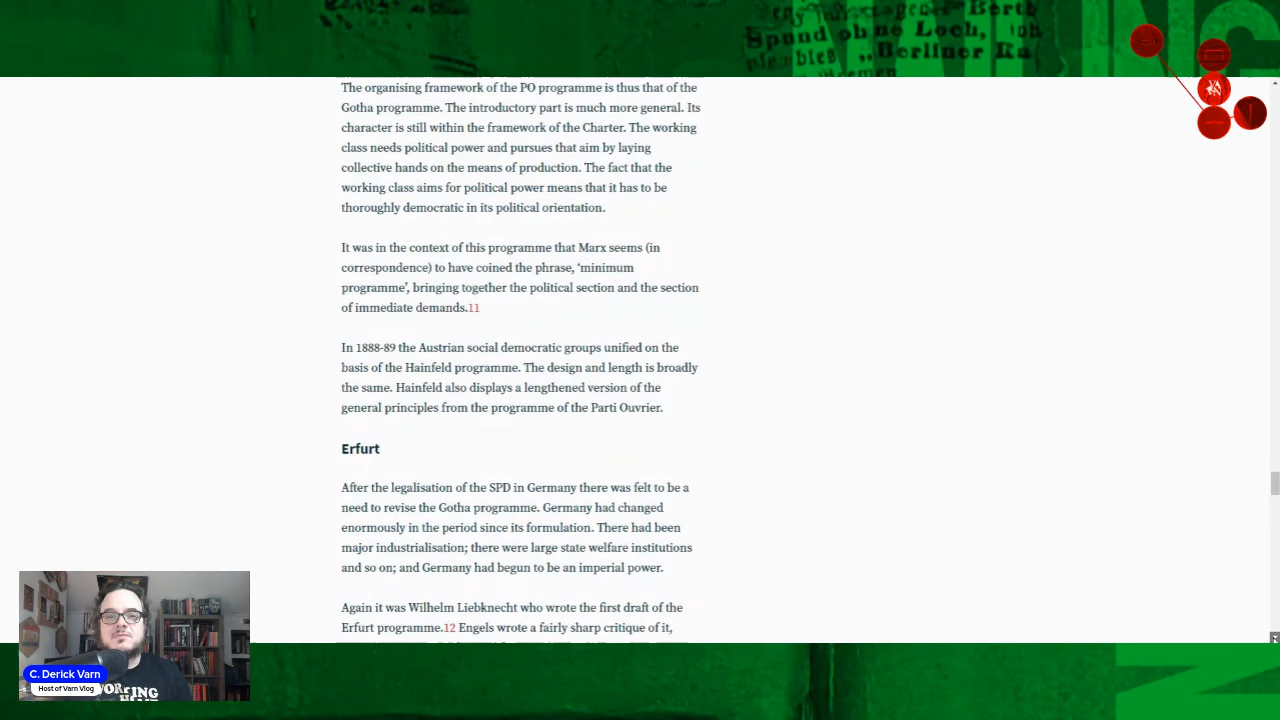 Spund ohne Loch,
"Berliner
The organising framework of the PO programme is thus that of the
Gotha programme. The introductory part is much more general. Its
character is still within the framework of the Charter. The working
class needs political power and pursues that aim by laying
collective hands on the means of production. The fact that the
working class aims for political power means that it has to be
thoroughly democratic in its political orientation.
It was in the context of this programme that Marx seems (in
correspondence) to have coined the phrase, ‘minimum
programme’, bringing together the political section and the section
of immediate demands.11
In 1888-89 the Austrian social democratic groups unified on the
basis of the Hainfeld programme. The design and length is broadly
the same. Hainfeld also displays a lengthened version of the
general principles from the programme of the Parti Ouvrier.
Erfurt
After the legalisation of the SPD in Germany there was felt to be a
need to revise the Gotha programme. Germany had changed
enormously in the period since its formulation. There had been
major industrialisation; there were large state welfare institutions
and so on; and Germany had begun to be an imperial power.
Again it was Wilhelm Liebknecht who wrote the first draft of the
Erfurt programme.12 Engels wrote a fairly sharp critique of it,
C. Derick Varn
Host of Varn Vlog